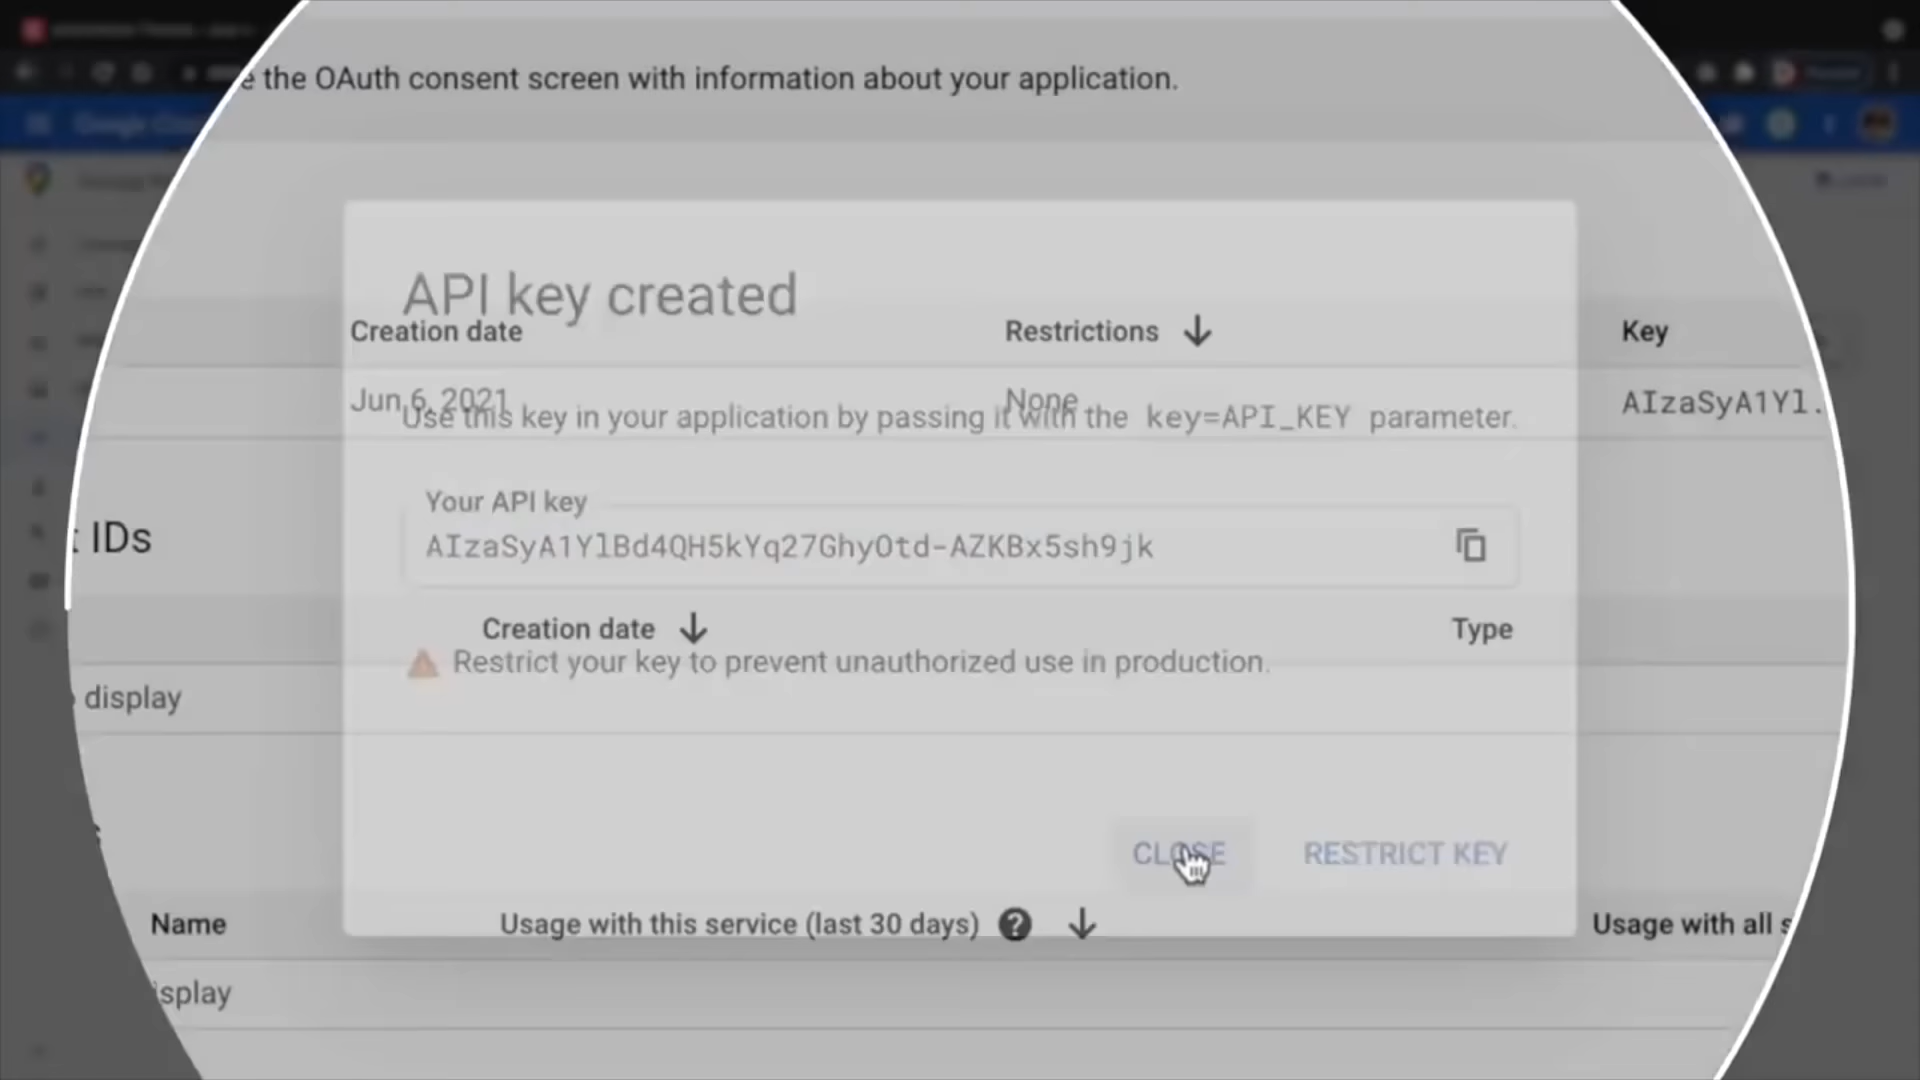 the OAuth consent screen with information about your application.
API key created
Creation date Restrictions Key
Jun 6, 2021 None AIzaSyA1Yl.
Use this key in your application by passing it with the key=API_KEY parameter.
Your API key
IDs
AIzaSyA1YlBd4QH5kYq27GhyOtd-AZKBx5sh9jk
Creation date Type
Restrict your key to prevent unauthorized use in production.
display
CLOSE RESTRICT KEY
Name Usage with this service (last 30 days) Usage with all
splay